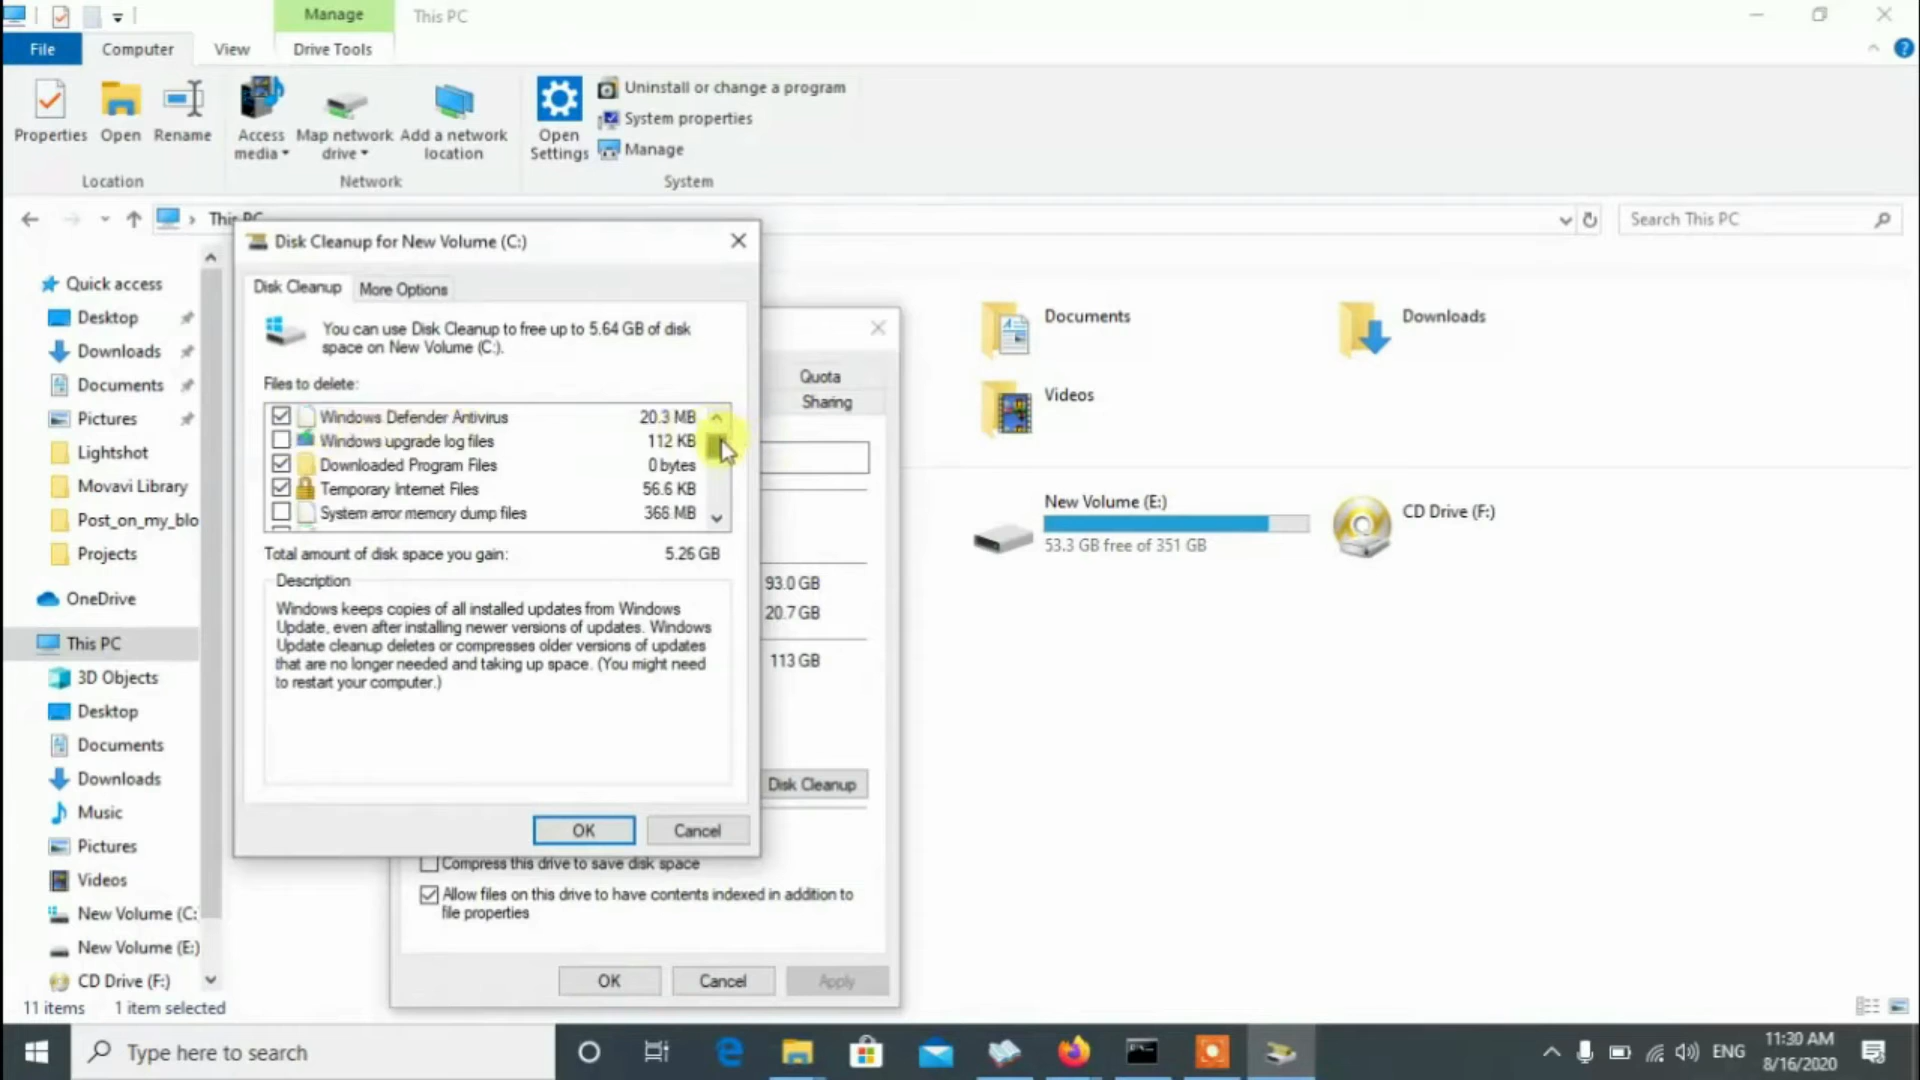 Manage
This PC
File
Computer
View
Drive Tools
Properties
Open
Rename
Access
media
Map network
drive
Add a network
location
Open
Settings
Uninstall or change a program
System properties
Manage
Location
Network
System
This PC
Search This PC
Quick access
Desktop
Downloads
Documents
Pictures
Lightshot
Movavi Library
Post_on_my_blo
Projects
OneDrive
This PC
3D Objects
Desktop
Documents
Downloads
Music
Pictures
Videos
New Volume (C:
New Volume (E:)
CD Drive (F:)
11 items
1 item selected
Disk Cleanup for New Volume (C:)
Disk Cleanup
More Options
You can use Disk Cleanup to free up to 5.64 GB of disk
space on New Volume (C:).
Files to delete:
Windows Defender Antivirus 20.3 MB
Windows upgrade log files 112 KB
Downloaded Program Files 0 bytes
Temporary Internet Files 56.6 KB
System error memory dump files 366 MB
Total amount of disk space you gain: 5.26 GB
Description
Windows keeps copies of all installed updates from Windows
Update, even after installing newer versions of updates. Windows
Update cleanup deletes or compresses older versions of updates
that are no longer needed and taking up space. (You might need
to restart your computer.)
OK
Cancel
Quota
Sharing
93.0 GB
20.7 GB
113 GB
Disk Cleanup
Compress this drive to save disk space
Allow files on this drive to have contents indexed in addition to
file properties
OK
Cancel
Apply
Documents
Downloads
Videos
New Volume (E:)
53.3 GB free of 351 GB
CD Drive (F:)
Type here to search
ENG
11:30 AM
8/16/2020